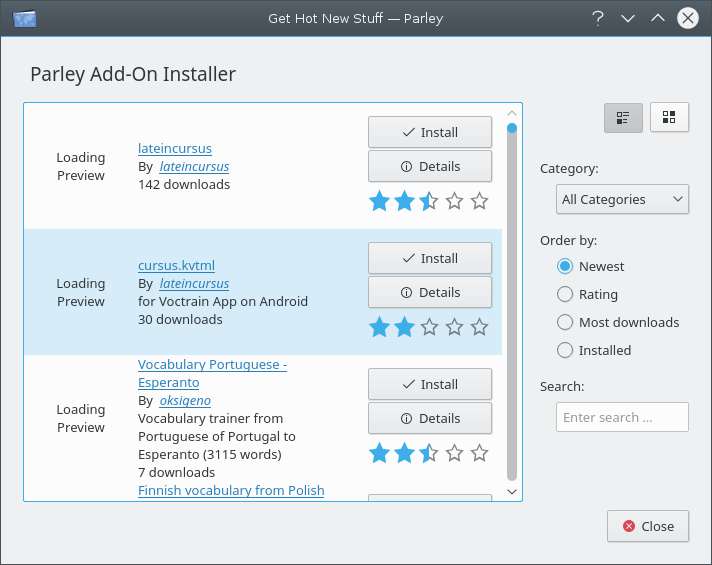 Get Hot New Stuff — Parley
Parley Add-On Installer
Loading
Preview
lateincursus
By lateincursus
142 downloads
Install
Details
Loading
Preview
cursus.kvtml
By lateincursus
for Voctrain App on Android
30 downloads
Install
Details
Loading
Preview
Vocabulary Portuguese -
Esperanto
By oksigeno
Vocabulary trainer from
Portuguese of Portugal to
Esperanto (3115 words)
7 downloads
Install
Details
Finnish vocabulary from Polish
Category:
All Categories
Order by:
Newest
Rating
Most downloads
Installed
Search:
Enter search ...
Close